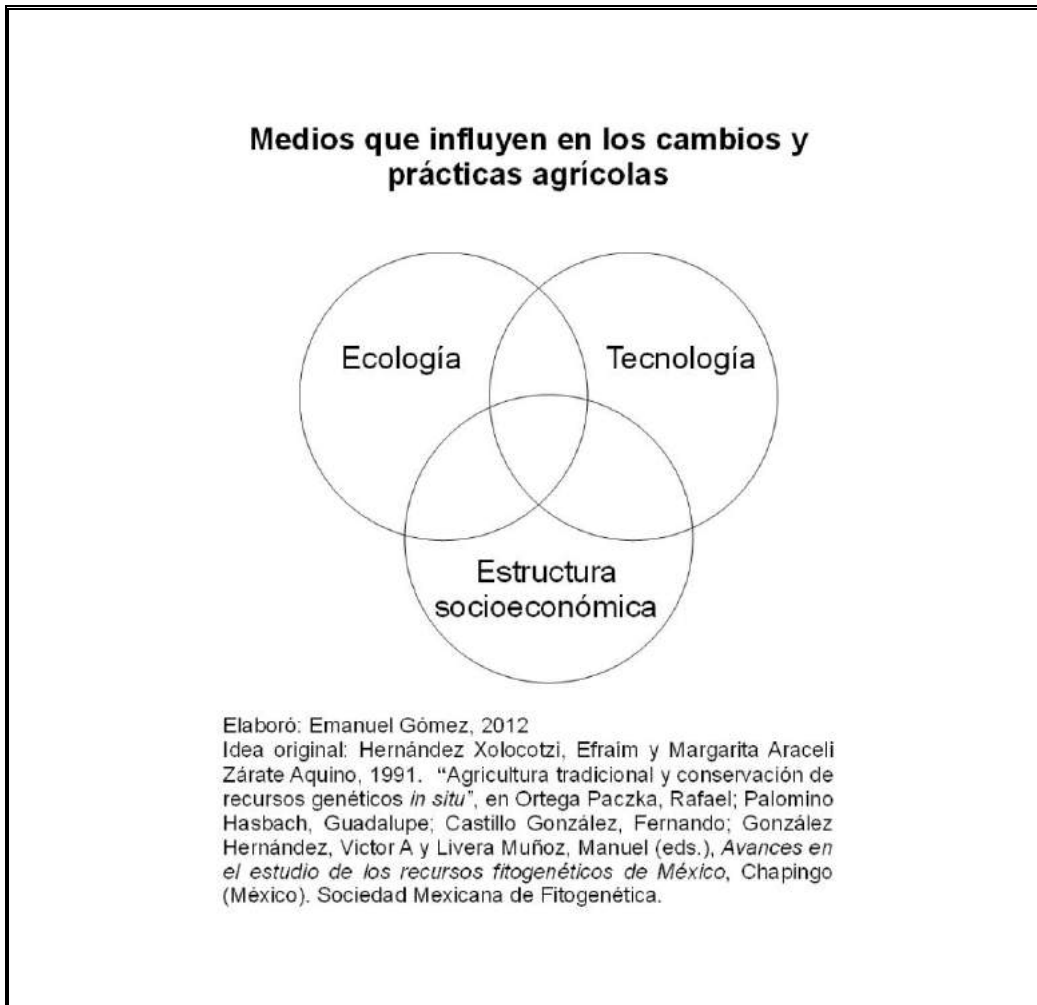 Medios que influyen en los cambios y
prácticas agrícolas
Ecología
Tecnología
Estructura
socioeconómica
Elaboró: Emanuel Gómez, 2012
Idea original: Hernández Xolocotzi, Efraim y Margarita Araceli
Zárate Aquino, 1991. “Agricultura tradicional y conservación de
recursos genéticos in situ”, en Ortega Paczka, Rafael; Palomino
Hasbach, Guadalupe; Castillo González, Fernando; González
Hernández, Victor A y Livera Muñoz, Manuel (eds.), Avances en
el estudio de los recursos fitogenéticos de México, Chapingo
(México). Sociedad Mexicana de Fitogenética.